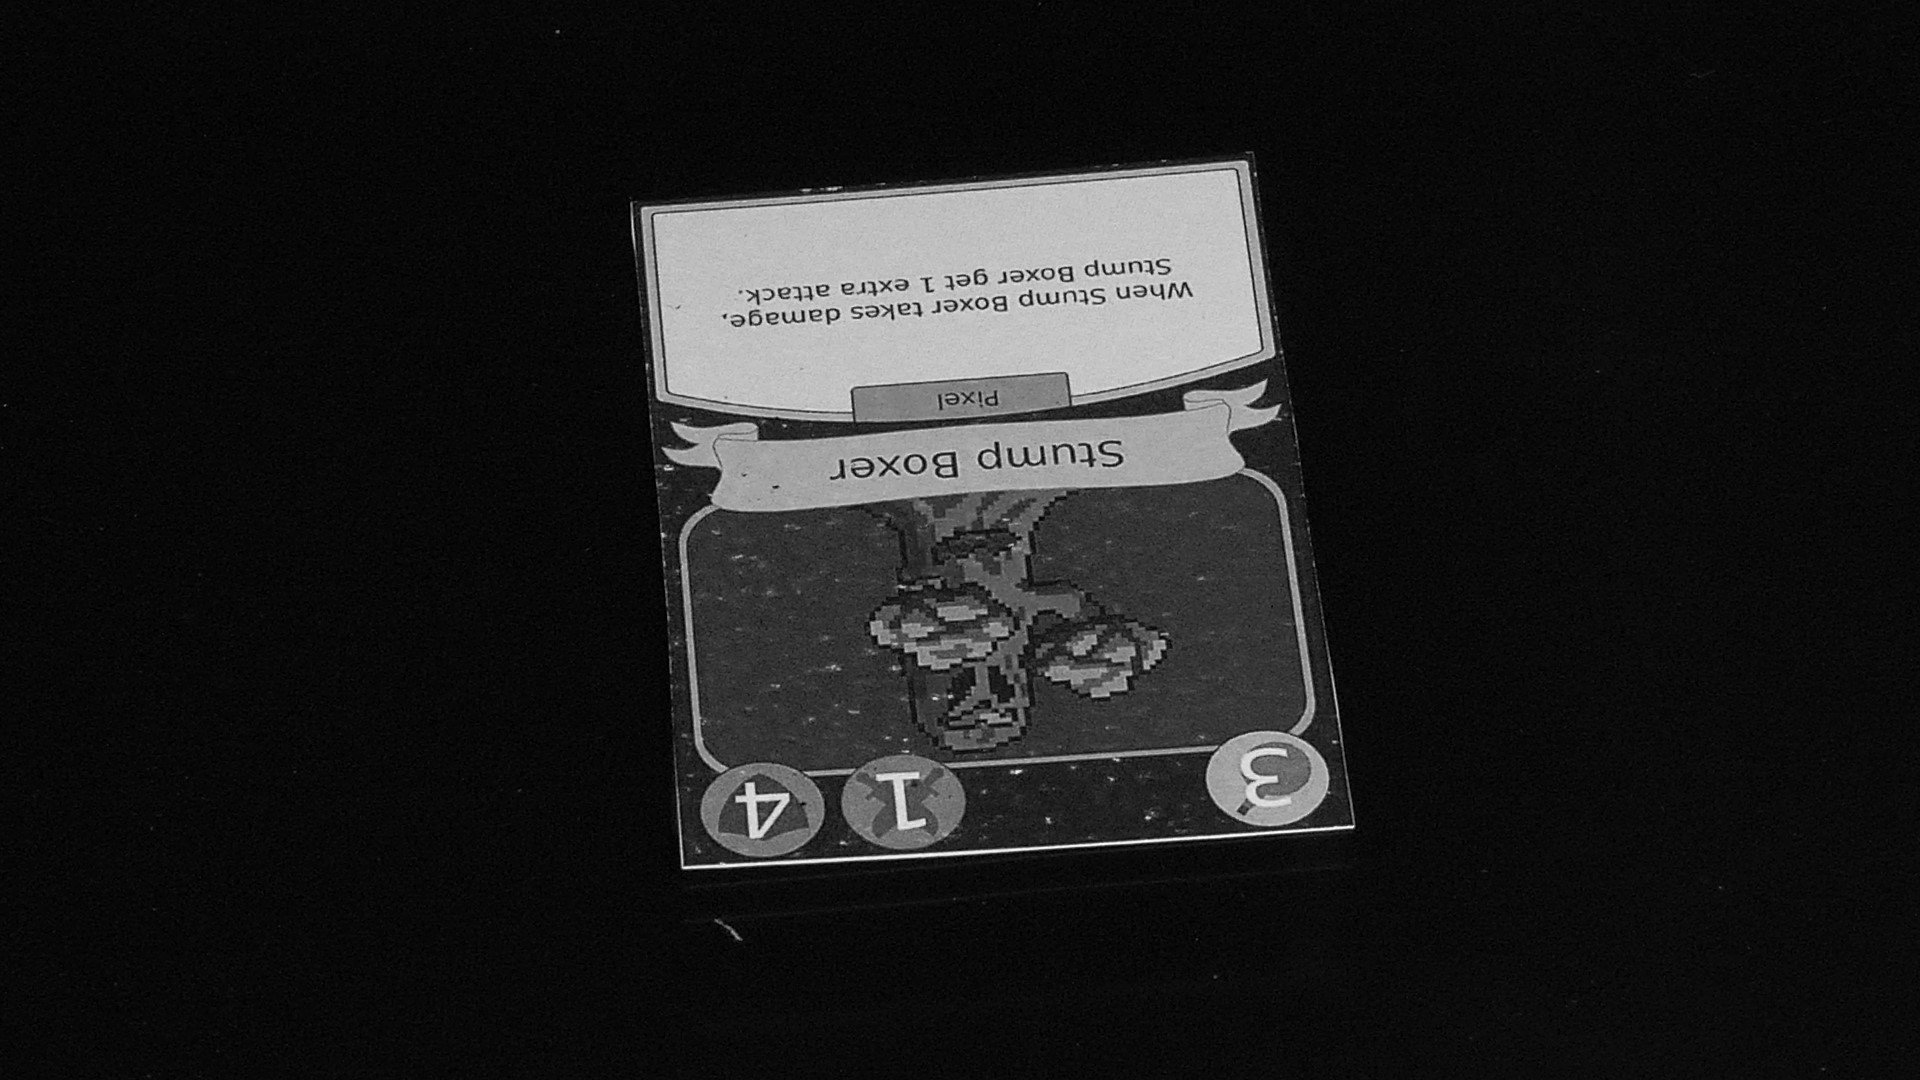 3 1 4
Stump Boxer
Pixel
When Stump Boxer takes damage,
Stump Boxer get 1 extra attack.